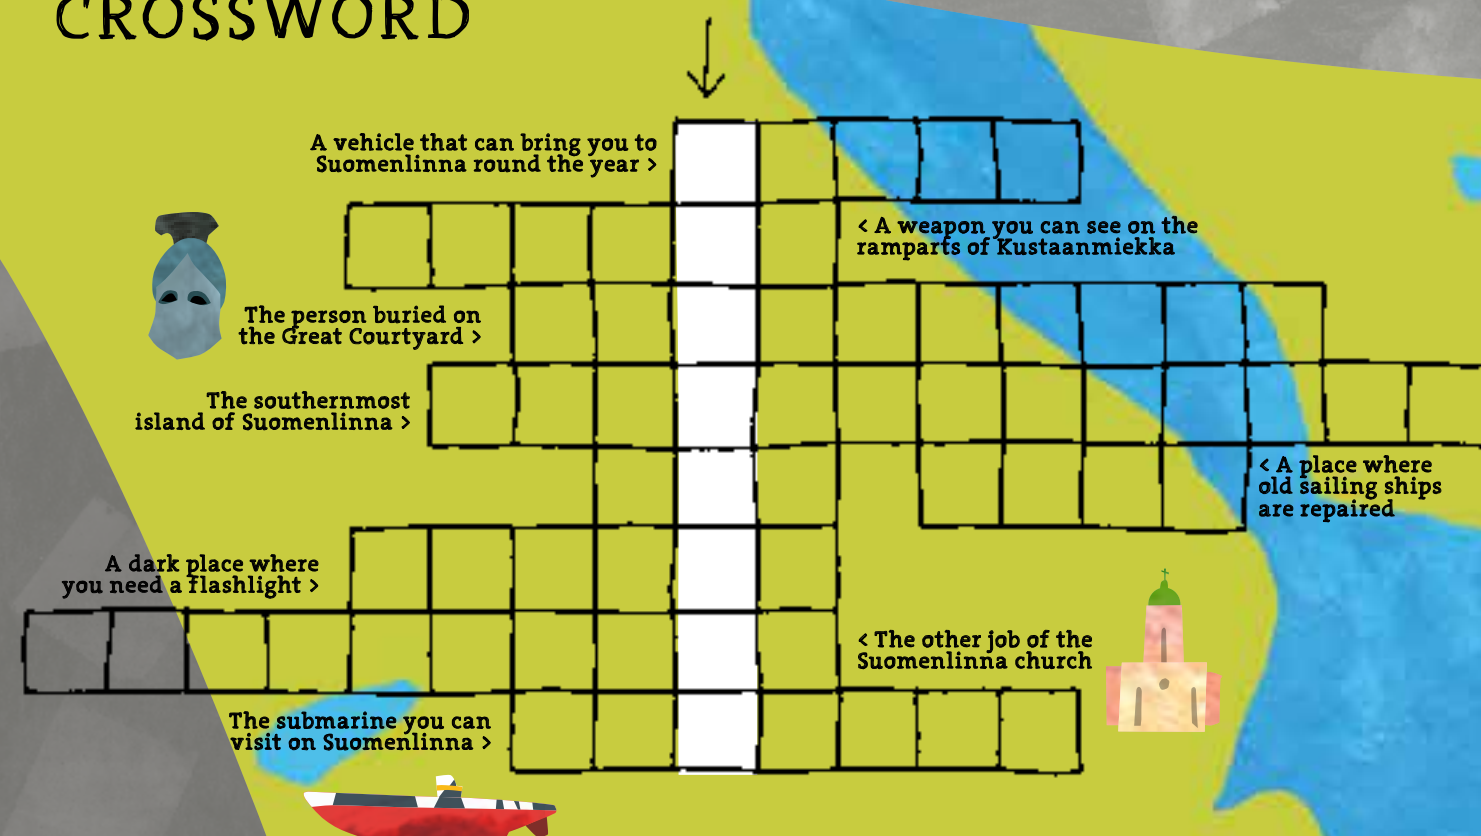 CROSSWORD
A vehicle that can bring you to
Suomenlinna round the year >
< A weapon you can see on the
ramparts of Kustaanmiekka
The person buried on
the Great Courtyard >
The southernmost
island of Suomenlinna >
< A place where
old sailing ships
are repaired
A dark place where
you need a flashlight >
< The other job of the
Suomenlinna church
The submarine you can
visit on Suomenlinna >